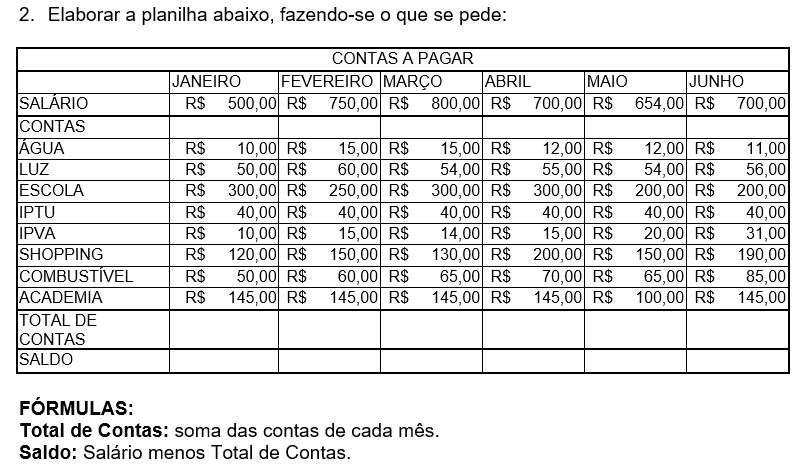 2. Elaborar a planilha abaixo, fazendo-se o que se pede:
CONTAS A PAGAR
JANEIRO FEVEREIRO MARÇO ABRIL MAIO JUNHO
SALÁRIO R$ 500,00 R$ 750,00 R$ 800,00 R$ 700,00 R$ 654,00 R$ 700,00
CONTAS
ÁGUA R$ 10,00 R$ 15,00 R$ 15,00 R$ 12,00 R$ 12,00 R$ 11,00
LUZ R$ 50,00 R$ 60,00 R$ 54,00 R$ 55,00 R$ 54,00 R$ 56,00
ESCOLA R$ 300,00 R$ 250,00 R$ 300,00 R$ 300,00 R$ 200,00 R$ 200,00
IPTU R$ 40,00 R$ 40,00 R$ 40,00 R$ 40,00 R$ 40,00 R$ 40,00
IPVA R$ 10,00 R$ 15,00 R$ 14,00 R$ 15,00 R$ 20,00 R$ 31,00
SHOPPING R$ 120,00 R$ 150,00 R$ 130,00 R$ 200,00 R$ 150,00 R$ 190,00
COMBUSTÍVEL R$ 50,00 R$ 60,00 R$ 65,00 R$ 70,00 R$ 65,00 R$ 85,00
ACADEMIA R$ 145,00 R$ 145,00 R$ 145,00 R$ 145,00 R$ 100,00 R$ 145,00
TOTAL DE
CONTAS
SALDO
FÓRMULAS:
Total de Contas: soma das contas de cada mês.
Saldo: Salário menos Total de Contas.